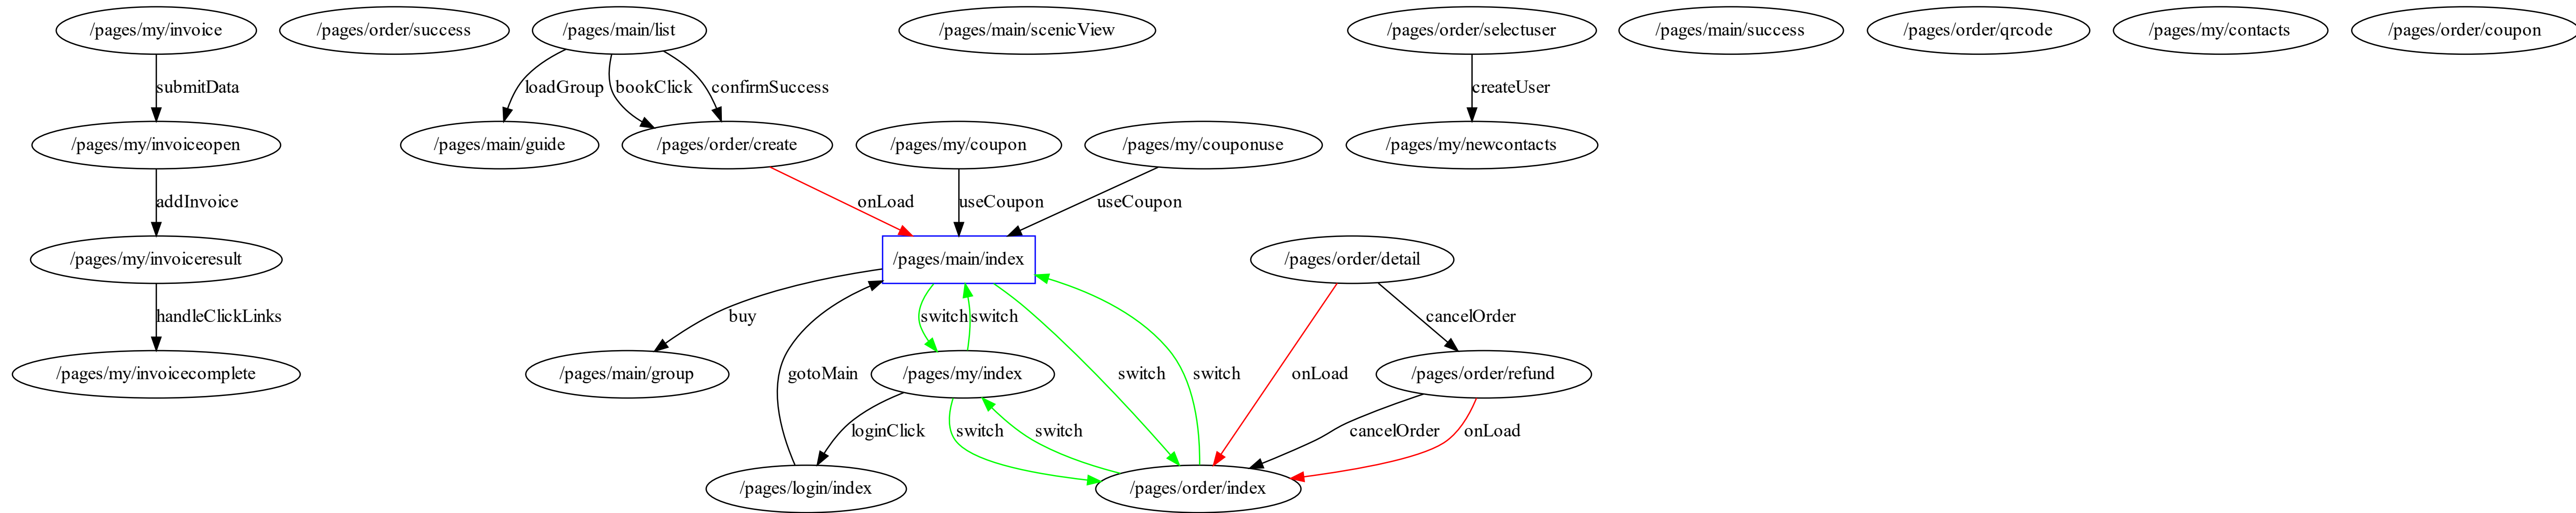 /pages/my/invoice
/pages/order/success
/pages/main/list
/pages/main/scenicView
/pages/order/selectuser
/pages/main/success
/pages/order/qrcode
/pages/my/contacts
/pages/order/coupon
submitData
loadGroup
bookClick
confirmSuccess
createUser
/pages/my/invoiceopen
/pages/main/guide
/pages/order/create
/pages/my/coupon
/pages/my/couponuse
/pages/my/newcontacts
addInvoice
onLoad
useCoupon
useCoupon
/pages/my/invoiceresult
/pages/main/index
/pages/order/detail
handleClickLinks
buy
gotoMain
switch
switch
switch
switch
onLoad
cancelOrder
/pages/my/invoicecomplete
/pages/main/group
/pages/my/index
/pages/order/refund
loginClick
switch
switch
cancelOrder
onLoad
/pages/login/index
/pages/order/index